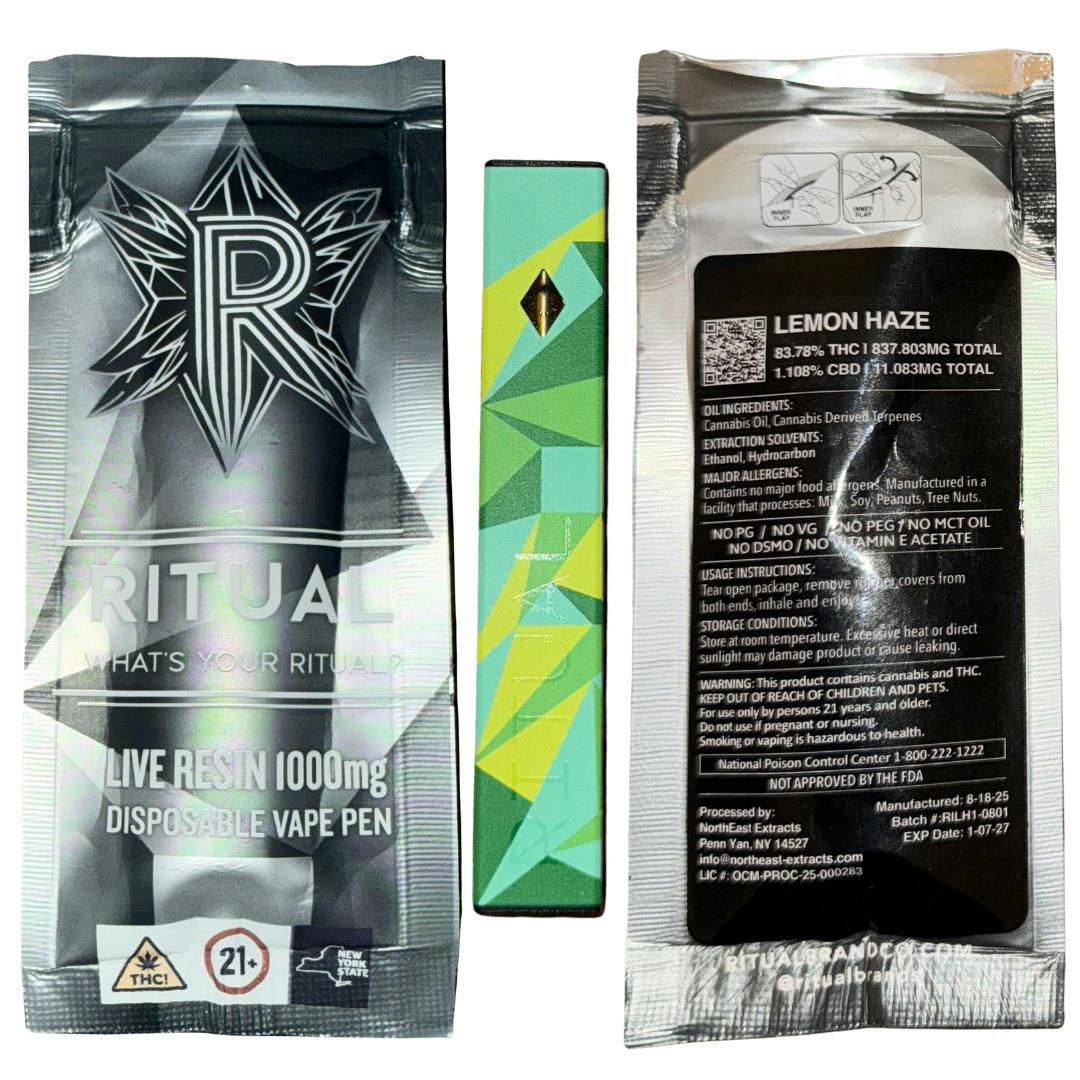 R
RITUAL
WHAT'S YOUR RITUAL?
LIVE RESIN 1000mg
DISPOSABLE VAPE PEN
THC!
21+
NEW
YORK
STATE
RITUAL
INNER
FLAP
INNER
FLAP
LEMON HAZE
83.78% THC | 837.803MG TOTAL
1.108% CBD | 11.083MG TOTAL
OIL INGREDIENTS:
Cannabis Oil, Cannabis Derived Terpenes
EXTRACTION SOLVENTS:
Ethanol, Hydrocarbon
MAJOR ALLERGENS:
Contains no major food allergens. Manufactured in a
facility that processes: Milk, Soy, Peanuts, Tree Nuts.
NO PG / NO VG / NO PEG / NO MCT OIL
NO DSMO / NO VITAMIN E ACETATE
USAGE INSTRUCTIONS:
Tear open package, remove rubber covers from
both ends, inhale and enjoy
STORAGE CONDITIONS:
Store at room temperature. Excessive heat or direct
sunlight may damage product or cause leaking.
WARNING: This product contains cannabis and THC.
KEEP OUT OF REACH OF CHILDREN AND PETS.
For use only by persons 21 years and older.
Do not use if pregnant or nursing.
Smoking or vaping is hazardous to health.
National Poison Control Center 1-800-222-1222
NOT APPROVED BY THE FDA
Processed by:
NorthEast Extracts
Penn Yan, NY 14527
info@northeast-extracts.com
LIC #: OCM-PROC-25-000283
Manufactured: 8-18-25
Batch #:RILH1-0801
EXP Date: 1-07-27
RITUALBRANDCO.COM
@ritualbrands